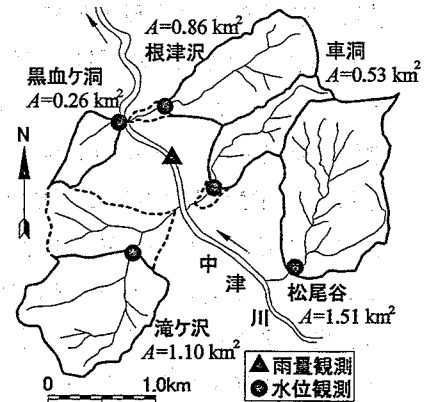 A=0.86 km²
根津沢
車洞
A=0.53 km²
黒血ケ洞
A=0.26 km²
N
中津川
松尾谷
A=1.51 km²
滝ケ沢
A=1.10 km²
0 1.0km
▲雨量観測
●水位観測